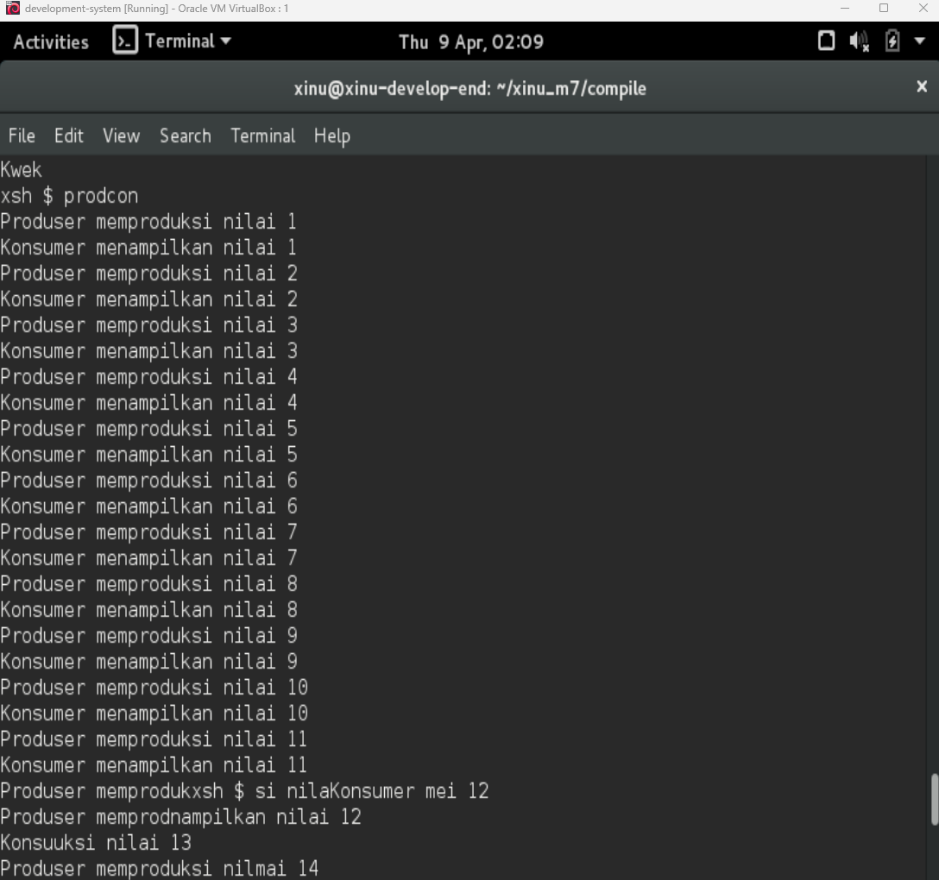 development-system [Running] - Oracle VM VirtualBox : 1
Activities Terminal Thu 9 Apr, 02:09
xinu@xinu-develop-end: ~/xinu_m7/compile
File Edit View Search Terminal Help
Kwek
xsh $ prodcon
Produser memproduksi nilai 1
Konsumer menampilkan nilai 1
Produser memproduksi nilai 2
Konsumer menampilkan nilai 2
Produser memproduksi nilai 3
Konsumer menampilkan nilai 3
Produser memproduksi nilai 4
Konsumer menampilkan nilai 4
Produser memproduksi nilai 5
Konsumer menampilkan nilai 5
Produser memproduksi nilai 6
Konsumer menampilkan nilai 6
Produser memproduksi nilai 7
Konsumer menampilkan nilai 7
Produser memproduksi nilai 8
Konsumer menampilkan nilai 8
Produser memproduksi nilai 9
Konsumer menampilkan nilai 9
Produser memproduksi nilai 10
Konsumer menampilkan nilai 10
Produser memproduksi nilai 11
Konsumer menampilkan nilai 11
Produser memprodukxsh $ si nilaKonsumer mei 12
Produser memprodnampilkan nilai 12
Konsuuksi nilai 13
Produser memproduksi nilmai 14